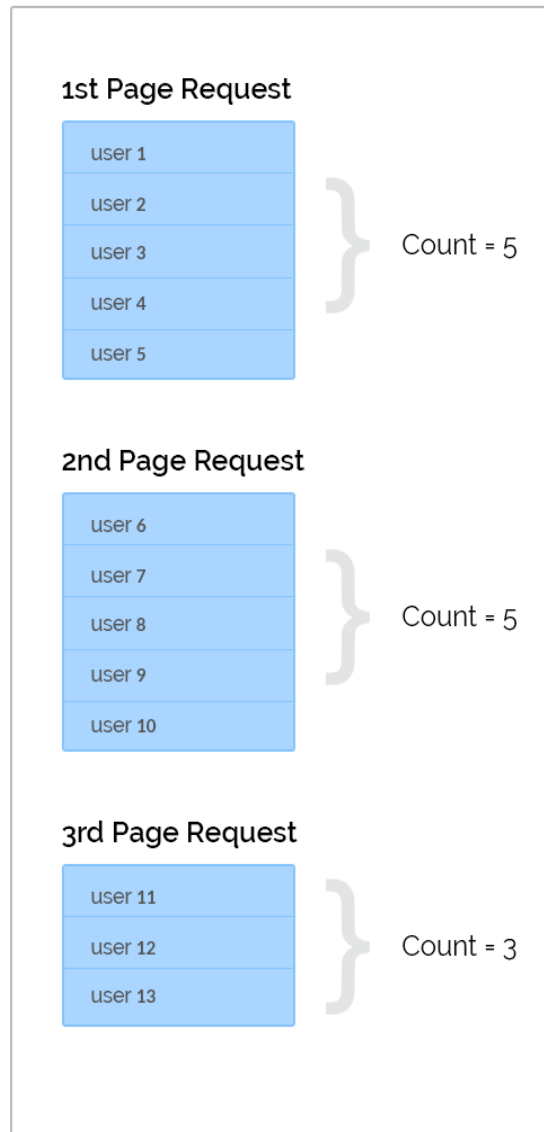 1st Page Request
user 1
user 2
user 3
Count = 5
user 4
user 5
2nd Page Request
user 6
user 7
user 8
Count = 5
user 9
user 10
3rd Page Request
user 11
user 12
Count = 3
user 13